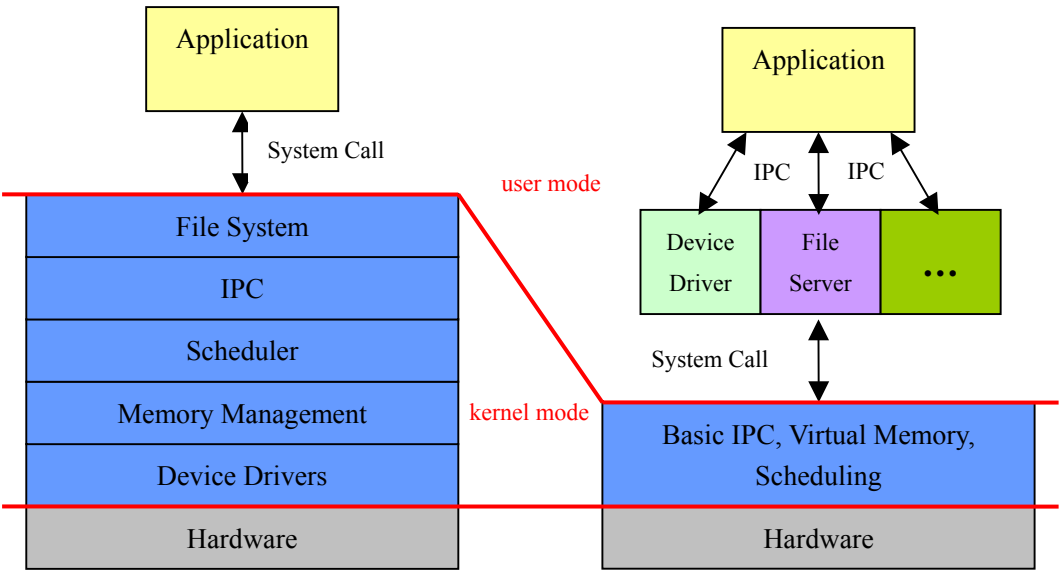 Application
System Call
File System
IPC
Scheduler
Memory Management
Device Drivers
Hardware
user mode
kernel mode
Application
IPC
IPC
Device
Driver
File
Server
...
System Call
Basic IPC, Virtual Memory,
Scheduling
Hardware